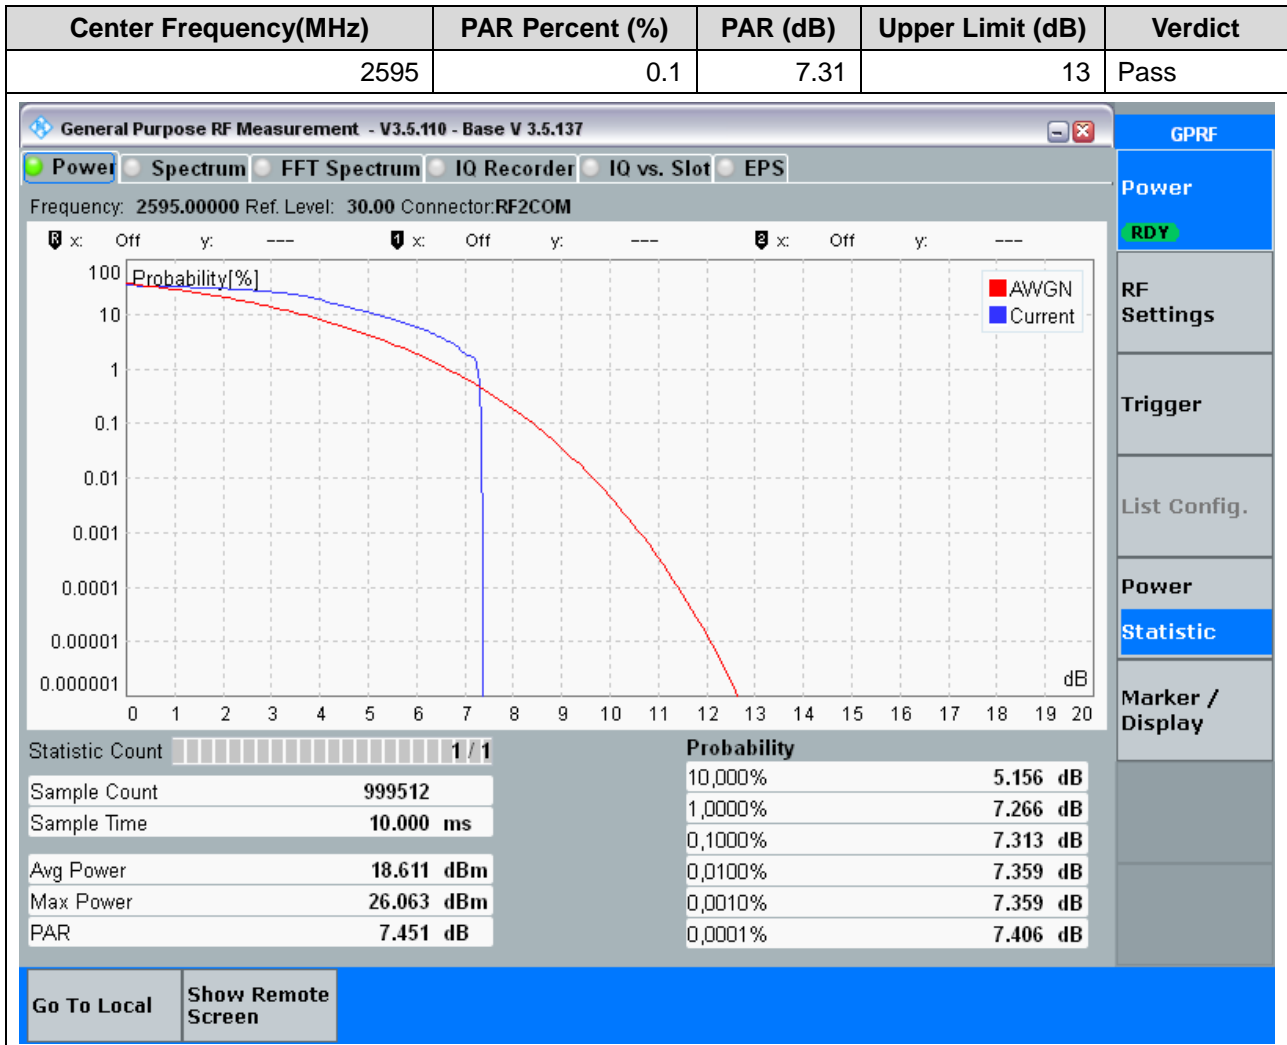 Center Frequency(MHz) PAR Percent (%) PAR (dB) Upper Limit (dB) Verdict
2595 0.1 7.31 13 Pass
General Purpose RF Measurement - V3.5.110 - Base V 3.5.137
GPRF
Power Spectrum FFT Spectrum IQ Recorder IQ vs. Slot EPS
Power
RDY
Frequency: 2595.00000 Ref. Level: 30.00 Connector:RF2COM
R x: Off y: --- 1 x: Off y: --- 2 x: Off y: ---
Probability[%]
AWGN
Current
100
10
1
0.1
0.01
0.001
0.0001
0.00001
0.000001
dB
0 1 2 3 4 5 6 7 8 9 10 11 12 13 14 15 16 17 18 19 20
RF
Settings
Trigger
List Config.
Power
Statistic
Marker /
Display
Statistic Count 1 / 1
Sample Count 999512
Sample Time 10.000 ms
Avg Power 18.611 dBm
Max Power 26.063 dBm
PAR 7.451 dB
Probability
10,000% 5.156 dB
1,0000% 7.266 dB
0,1000% 7.313 dB
0,0100% 7.359 dB
0,0010% 7.359 dB
0,0001% 7.406 dB
Go To Local
Show Remote
Screen